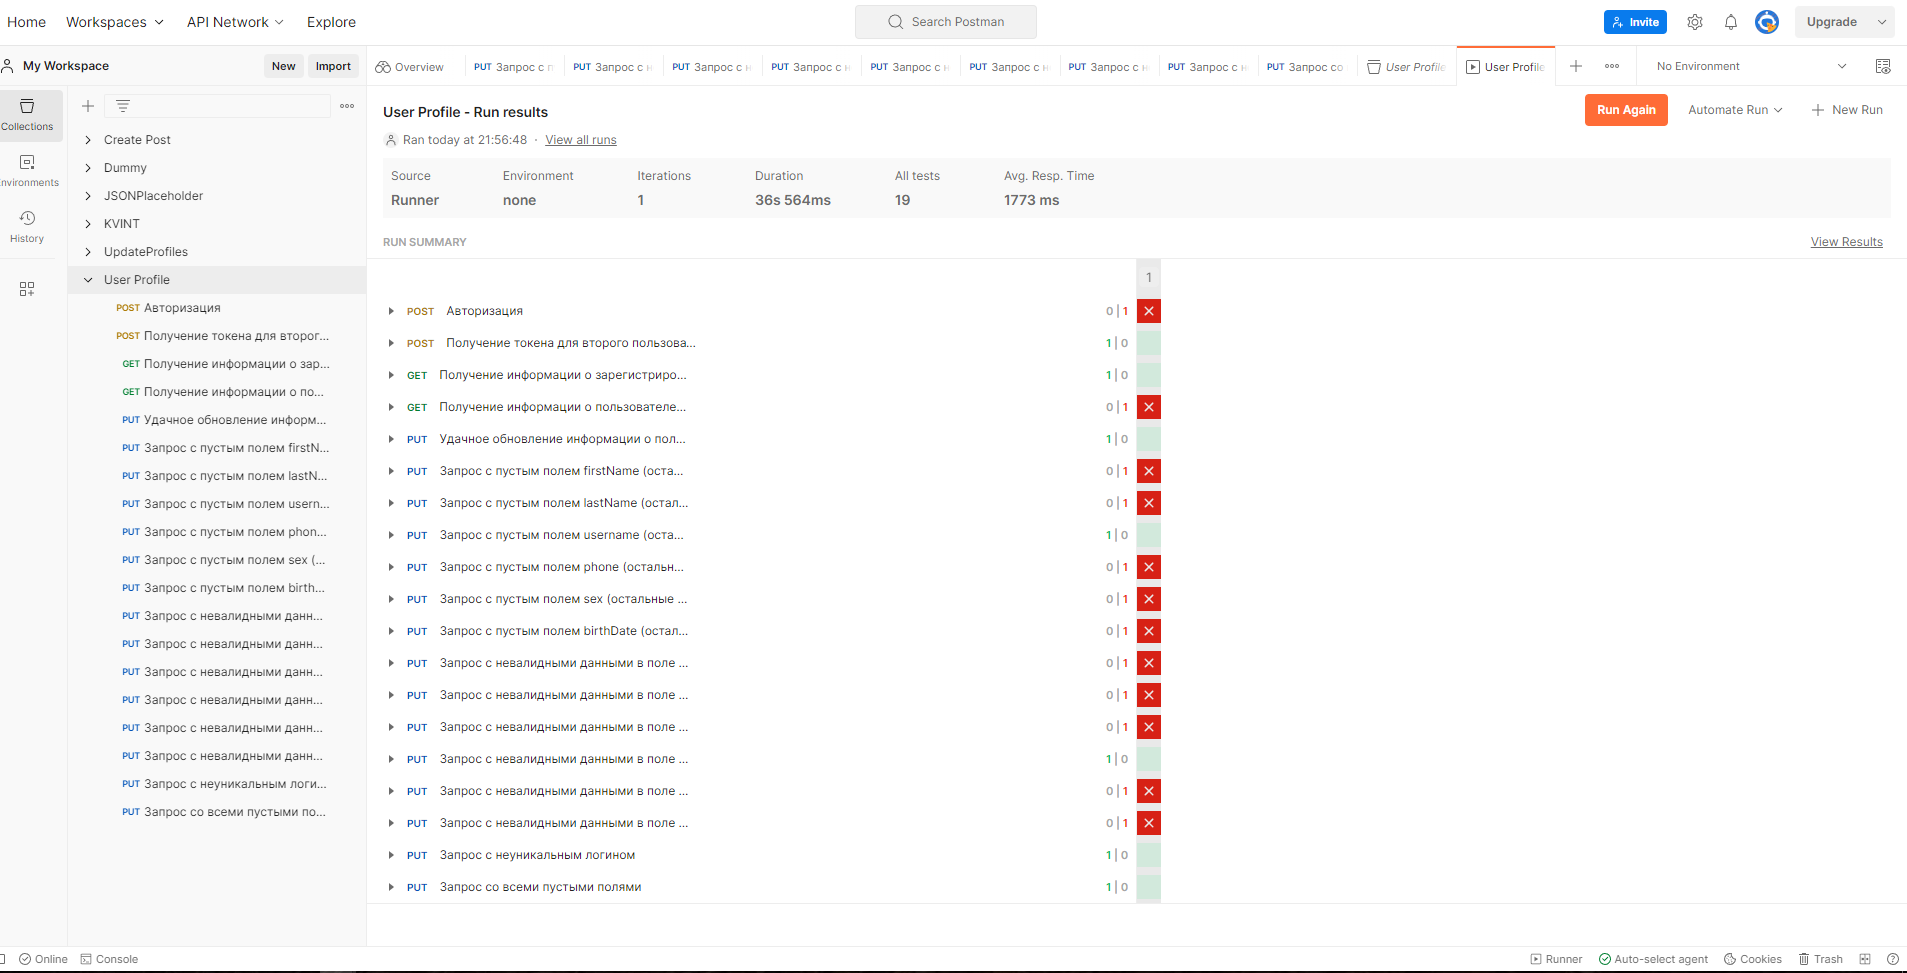 Home Workspaces API Network Explore Search Postman Invite Upgrade
My Workspace New Import
Overview PUT Запрос с п PUT Запрос с н PUT Запрос с н PUT Запрос с н PUT Запрос с н PUT Запрос с н PUT Запрос с н PUT Запрос с н PUT Запрос со User Profile User Profile No Environment
Collections
Environments
History
Create Post
Dummy
JSONPlaceholder
KVINT
UpdateProfiles
User Profile
POST Авторизация
POST Получение токена для второг...
GET Получение информации о зар...
GET Получение информации о по...
PUT Удачное обновление информ...
PUT Запрос с пустым полем firstN...
PUT Запрос с пустым полем lastN...
PUT Запрос с пустым полем usern...
PUT Запрос с пустым полем phon...
PUT Запрос с пустым полем sex (...
PUT Запрос с пустым полем birth...
PUT Запрос с невалидными данн...
PUT Запрос с невалидными данн...
PUT Запрос с невалидными данн...
PUT Запрос с невалидными данн...
PUT Запрос с невалидными данн...
PUT Запрос с невалидными данн...
PUT Запрос с неуникальным логи...
PUT Запрос со всеми пустыми по...
User Profile - Run results
Run Again Automate Run New Run
Ran today at 21:56:48 · View all runs
Source Environment Iterations Duration All tests Avg. Resp. Time
Runner none 1 36s 564ms 19 1773 ms
RUN SUMMARY View Results
1
POST Авторизация 0|1
POST Получение токена для второго пользова... 1|0
GET Получение информации о зарегистриро... 1|0
GET Получение информации о пользователе... 0|1
PUT Удачное обновление информации о пол... 1|0
PUT Запрос с пустым полем firstName (оста... 0|1
PUT Запрос с пустым полем lastName (остал... 0|1
PUT Запрос с пустым полем username (оста... 1|0
PUT Запрос с пустым полем phone (остальн... 0|1
PUT Запрос с пустым полем sex (остальные ... 0|1
PUT Запрос с пустым полем birthDate (остал... 0|1
PUT Запрос с невалидными данными в поле ... 0|1
PUT Запрос с невалидными данными в поле ... 0|1
PUT Запрос с невалидными данными в поле ... 0|1
PUT Запрос с невалидными данными в поле ... 1|0
PUT Запрос с невалидными данными в поле ... 0|1
PUT Запрос с невалидными данными в поле ... 0|1
PUT Запрос с неуникальным логином 1|0
PUT Запрос со всеми пустыми полями 1|0
Online Console Runner Auto-select agent Cookies Trash